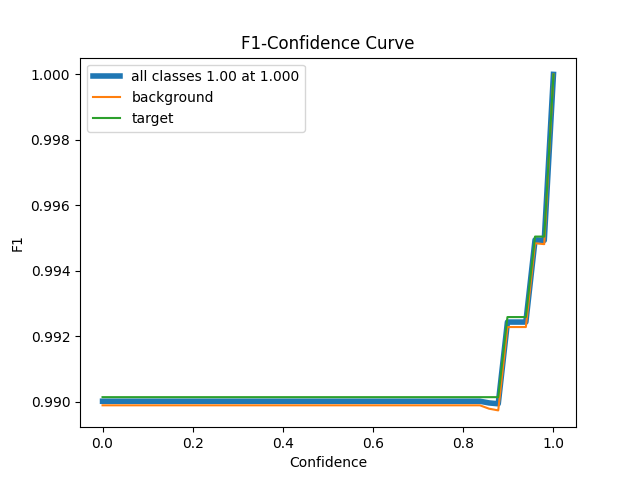 F1-Confidence Curve
all classes 1.00 at 1.000
background
target
1.000
0.998
0.996
0.994
0.992
0.990
F1
0.0 0.2 0.4 0.6 0.8 1.0
Confidence